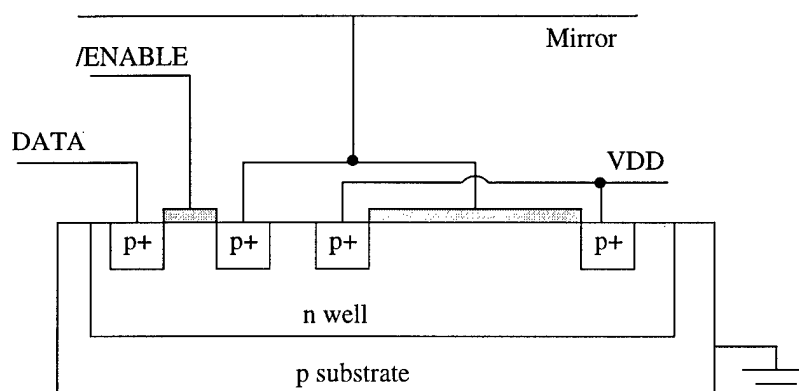 Mirror
/ENABLE
DATA
VDD
p+
p+
p+
p+
n well
p substrate